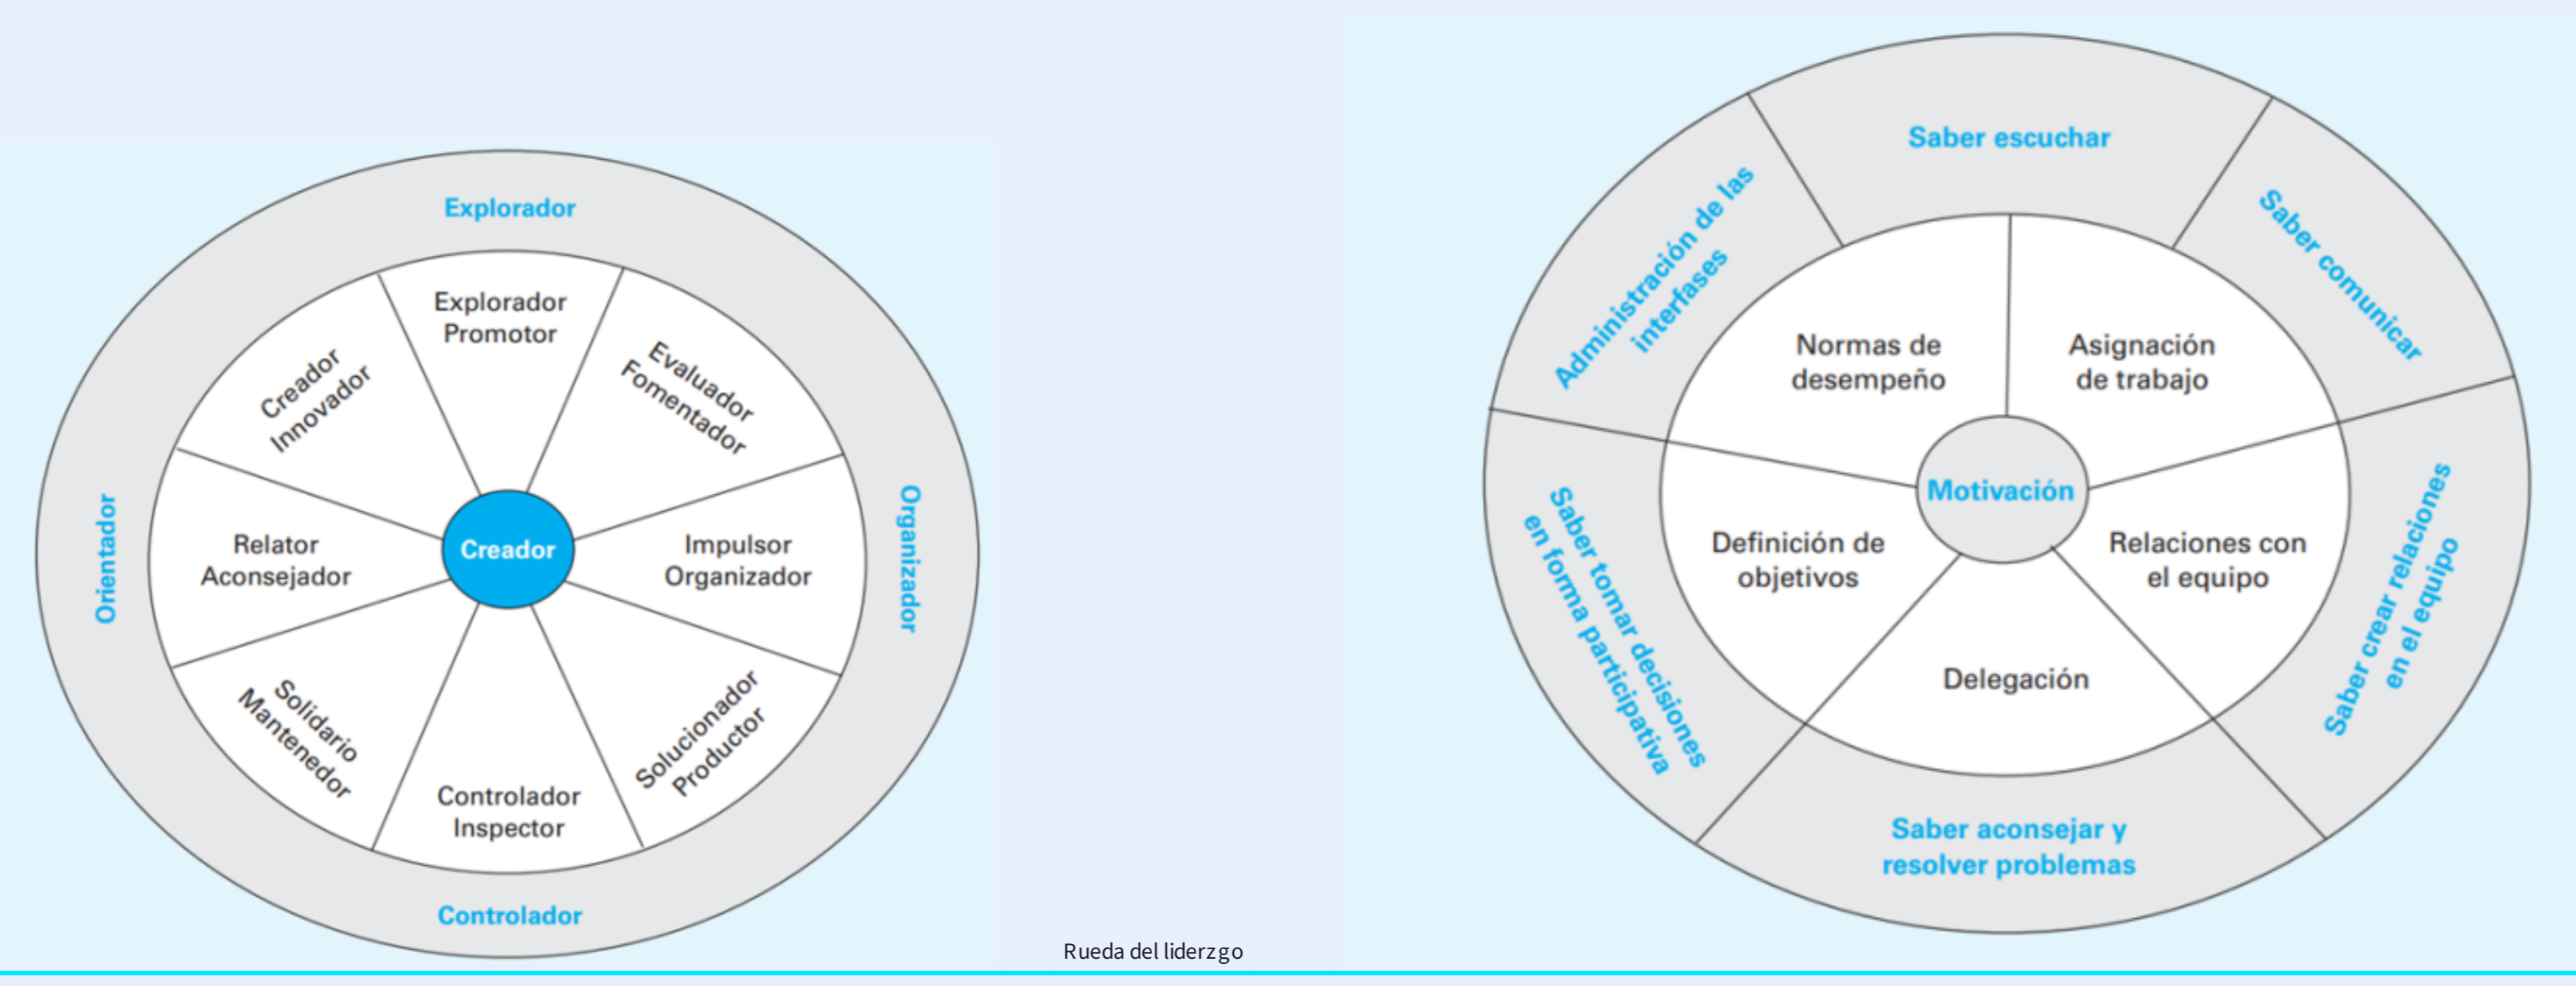 Explorador
Explorador
Promotor
Evaluador
Fomentador
Impulsor
Organizador
Solucionador
Productor
Controlador
Inspector
Solidario
Mantenedor
Relator
Aconsejador
Creador
Innovador
Creador
Orientador
Organizador
Controlador
Rueda del liderzgo
Saber escuchar
Saber comunicar
Saber crear relaciones
en el equipo
Saber aconsejar y
resolver problemas
Saber tomar decisiones
en forma participativa
Administración de las
interfases
Normas de
desempeño
Asignación
de trabajo
Relaciones con
el equipo
Delegación
Definición de
objetivos
Motivación